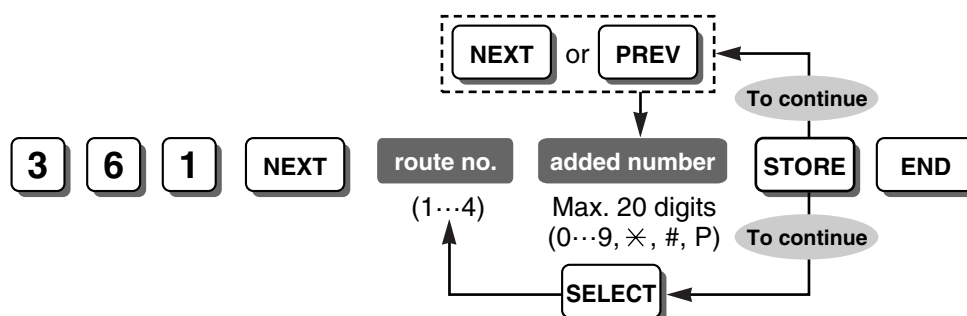 NEXT or PREV
To continue
3 6 1 NEXT route no. added number STORE END
(1···4) Max. 20 digits
(0···9, ✳, #, P) To continue
SELECT